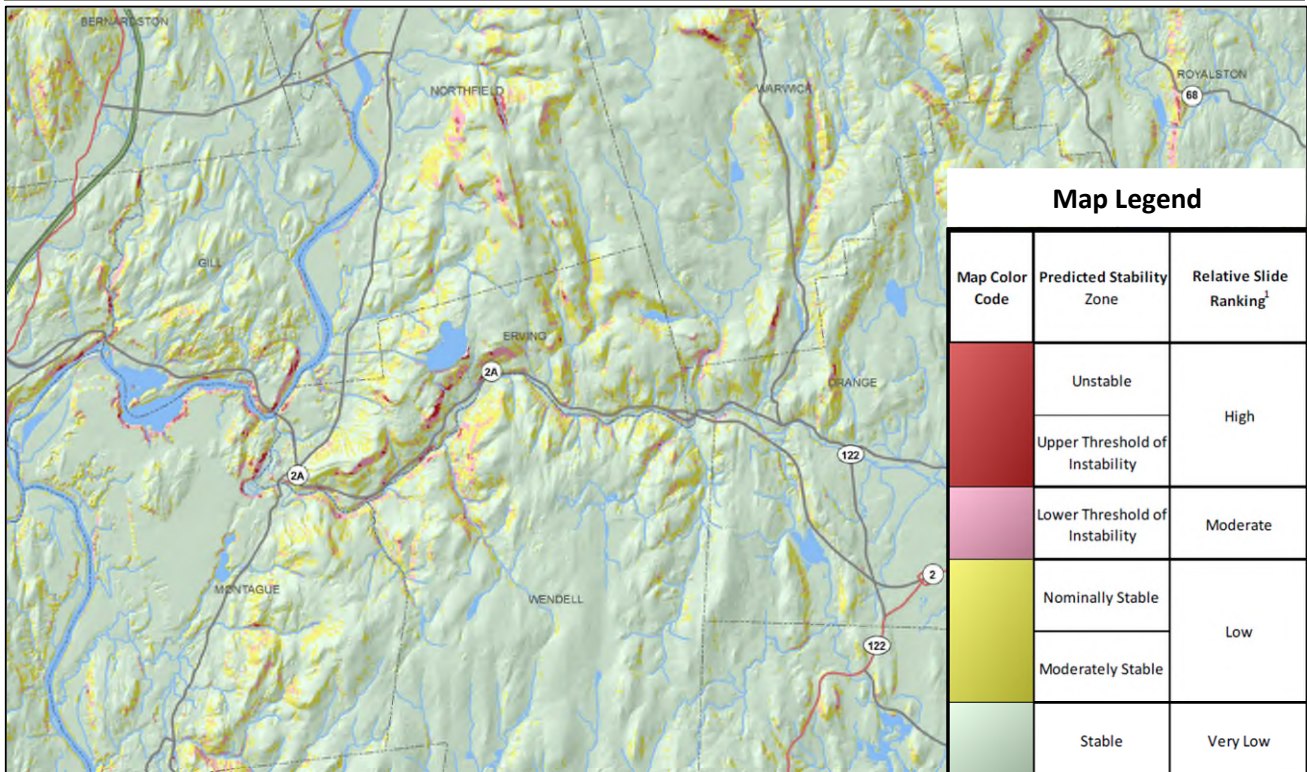 BERNARDSTON
NORTHFIELD
WARWICK
ROYALSTON
68
GILL
ERVING
2A
ORANGE
122
2A
2
MONTAGUE
WENDELL
122
Map Legend
Map Color Code
Predicted Stability Zone
Relative Slide Ranking1
Unstable
High
Upper Threshold of
Instability
Lower Threshold of
Instability
Moderate
Nominally Stable
Low
Moderately Stable
Stable
Very Low